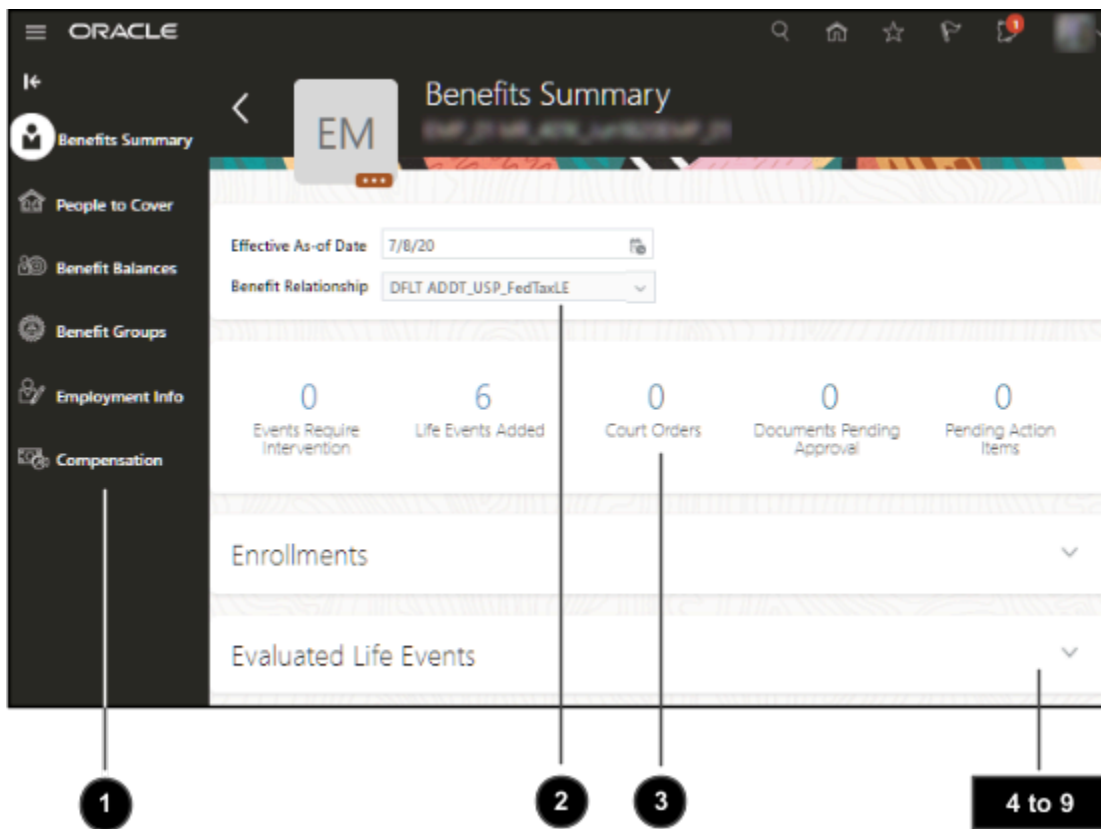 ORACLE
1
Benefits Summary
EM
Benefits Summary
People to Cover
Benefit Balances
Benefit Groups
Employment Info
Compensation
Effective As-of Date 7/8/20
Benefit Relationship DFLT ADDT_USP_FedTaxLE
0
Events Require
Intervention
6
Life Events Added
0
Court Orders
0
Documents Pending
Approval
0
Pending Action
Items
Enrollments
Evaluated Life Events
1
2
3
4 to 9